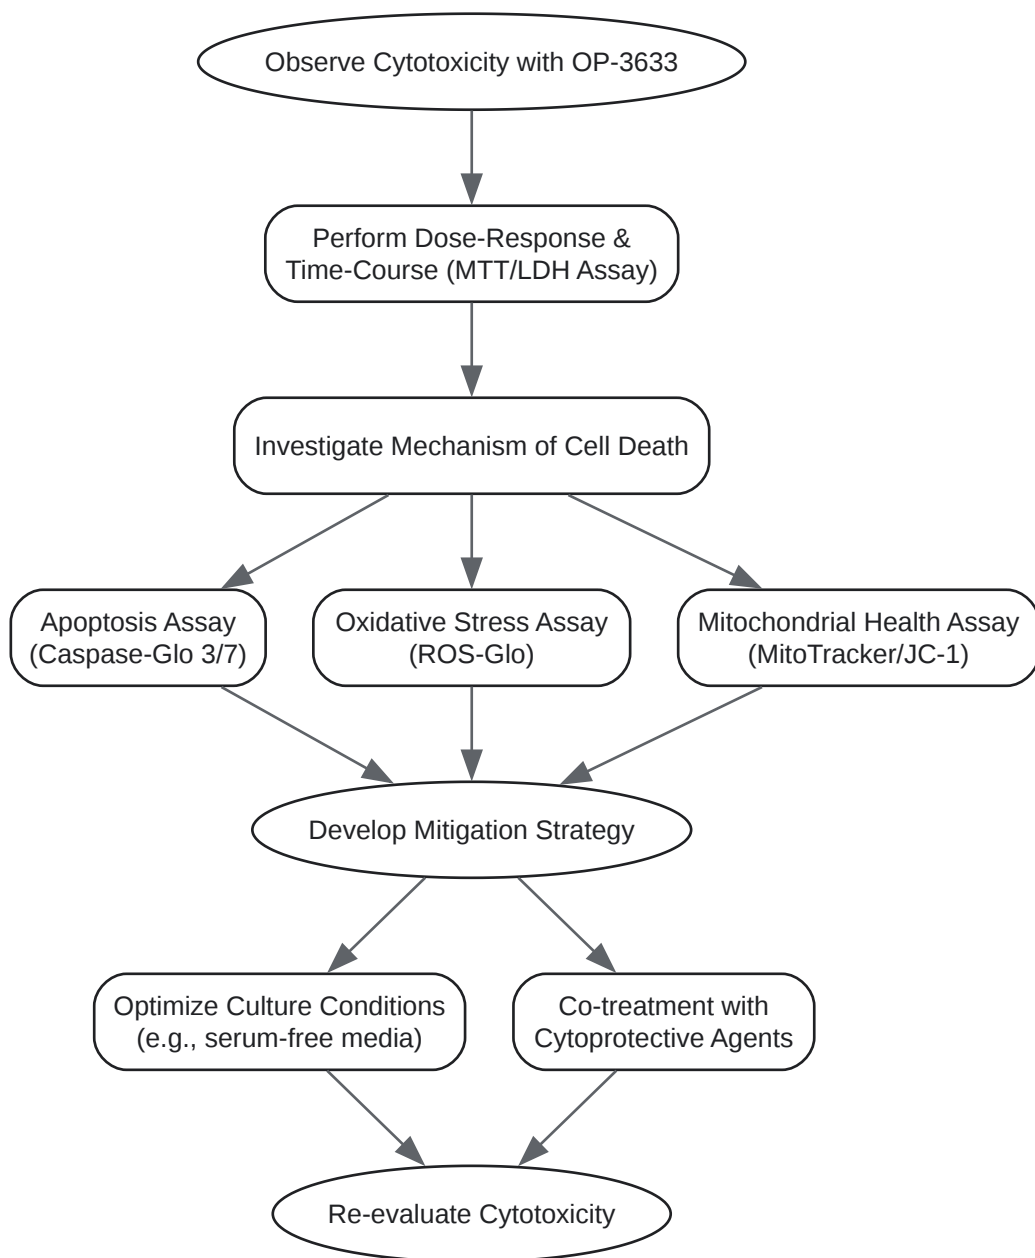 Observe Cytotoxicity with OP-3633
Perform Dose-Response &
Time-Course (MTT/LDH Assay)
Investigate Mechanism of Cell Death
Apoptosis Assay
(Caspase-Glo 3/7)
Oxidative Stress Assay
(ROS-Glo)
Mitochondrial Health Assay
(MitoTracker/JC-1)
Develop Mitigation Strategy
Optimize Culture Conditions
(e.g., serum-free media)
Co-treatment with
Cytoprotective Agents
Re-evaluate Cytotoxicity